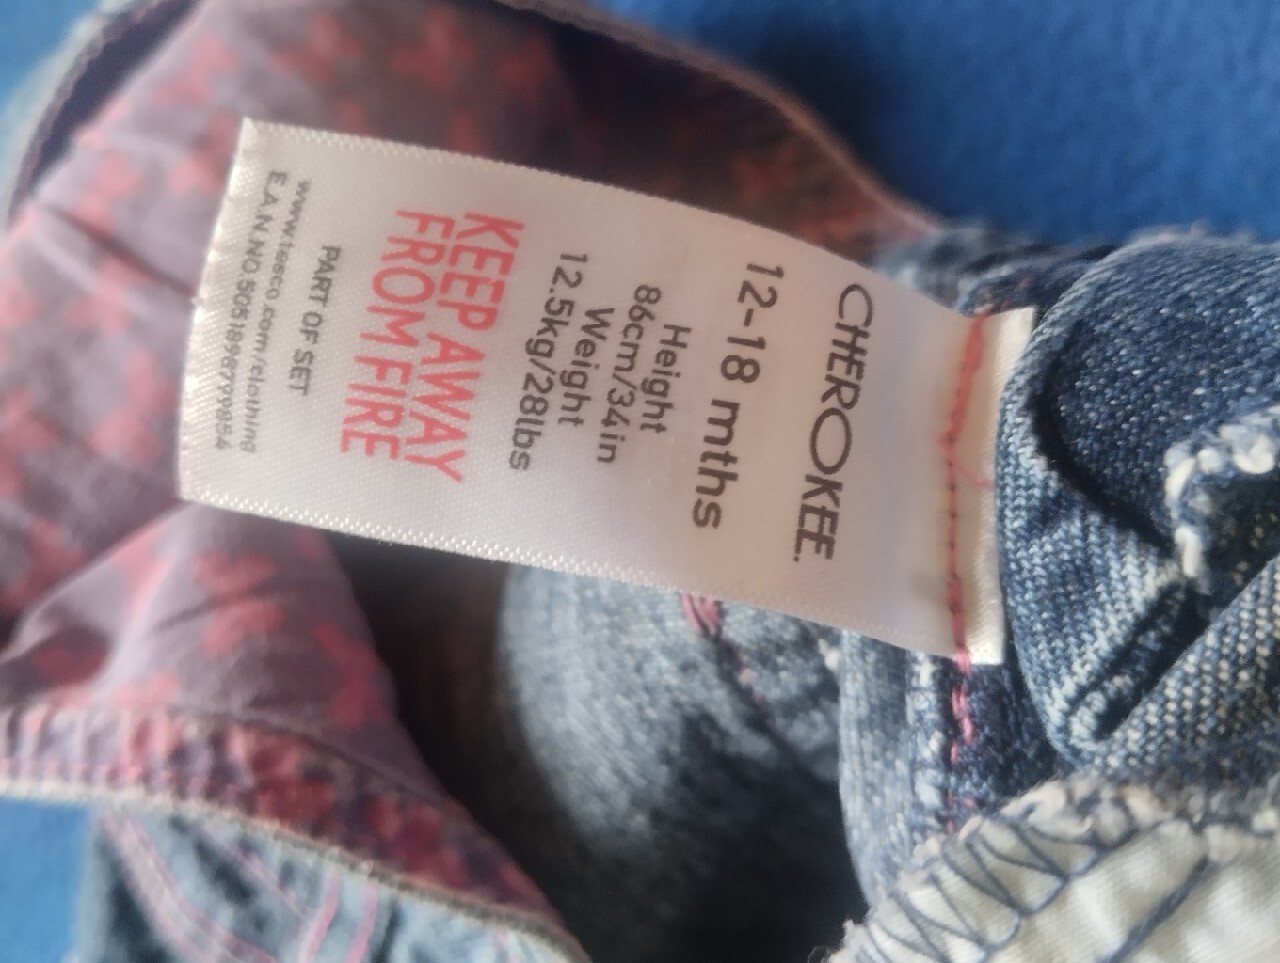 CHEROKEE.
12-18 mths
Height
86cm/34in
Weight
12.5kg/28lbs
KEEP AWAY
FROM FIRE
PART OF SET
www.tesco.com/clothing
E.A.N.NO.5051896799854